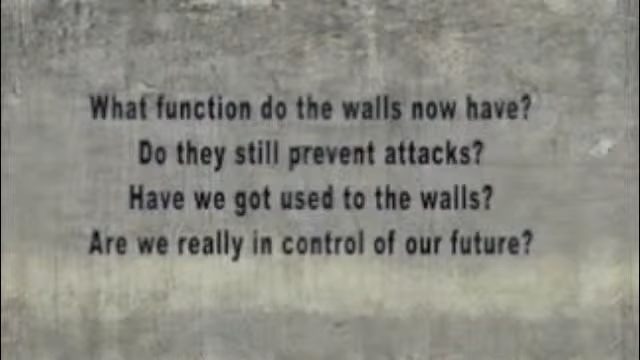 What function do the walls now have?
Do they still prevent attacks?
Have we got used to the walls?
Are we really in control of our future?